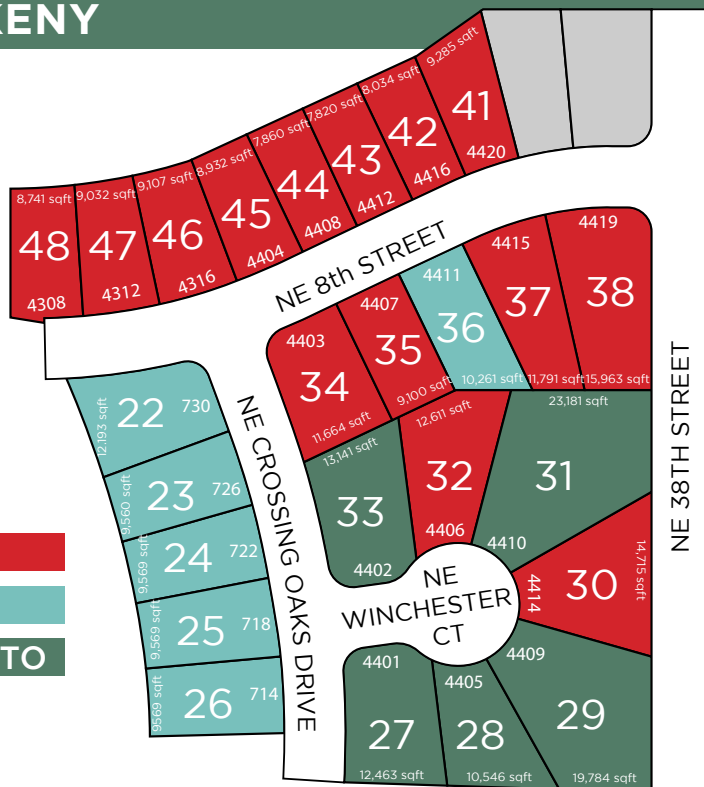 KENY
9,285 sqft
41
4420
8,034 sqft
42
4416
7,820 sqft
43
4412
7,860 sqft
44
4408
8,932 sqft
45
4404
9,107 sqft
46
4316
9,032 sqft
47
4312
8,741 sqft
48
4308
NE 8th STREET
4419
38
15,963 sqft
4415
37
11,791 sqft
4411
36
10,261 sqft
4407
35
9,100 sqft
4403
34
11,664 sqft
NE 38TH STREET
NE CROSSING OAKS DRIVE
22
730
12,193 sqft
23
726
9,560 sqft
24
722
9,569 sqft
25
718
9,569 sqft
26
714
9569 sqft
13,141 sqft
33
4402
12,611 sqft
32
4406
23,181 sqft
31
4410
14,715 sqft
30
4414
NE
WINCHESTER
CT
4409
29
19,784 sqft
4405
28
10,546 sqft
4401
27
12,463 sqft
TO